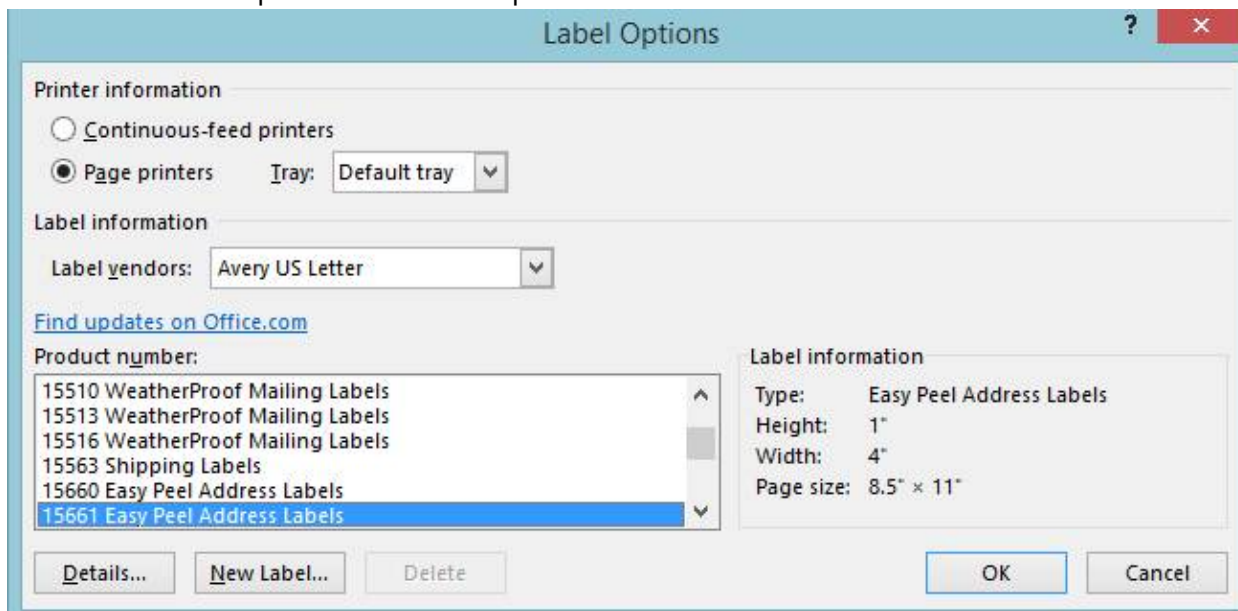 Label Options
?
Printer information
Continuous-feed printers
Page printers Tray: Default tray
Label information
Label vendors: Avery US Letter
Find updates on Office.com
Product number:
15510 WeatherProof Mailing Labels
15513 WeatherProof Mailing Labels
15516 WeatherProof Mailing Labels
15563 Shipping Labels
15660 Easy Peel Address Labels
15661 Easy Peel Address Labels
Label information
Type: Easy Peel Address Labels
Height: 1"
Width: 4"
Page size: 8.5" × 11"
Details... New Label... Delete OK Cancel